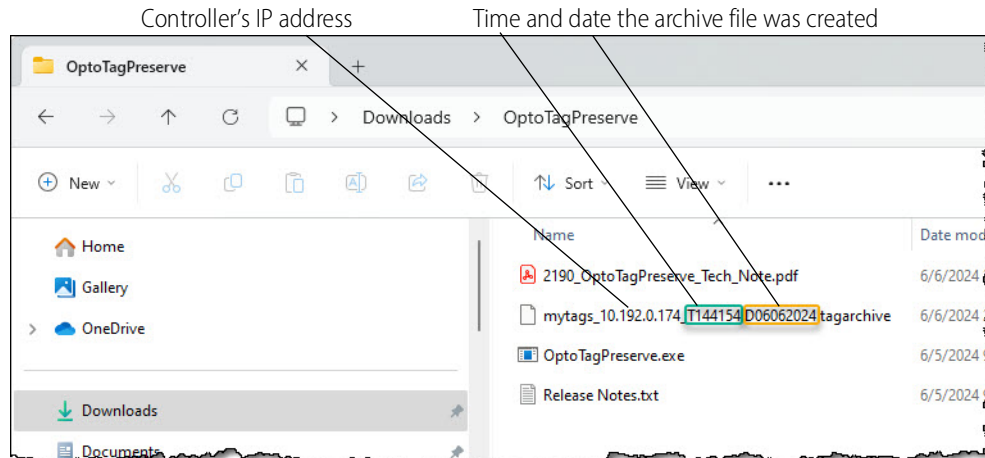 Controller's IP address
Time and date the archive file was created
OptoTagPreserve
Downloads
OptoTagPreserve
New
Sort
View
Home
Gallery
OneDrive
Downloads
Documents
Name
Date mod
2190_OptoTagPreserve_Tech_Note.pdf
6/6/2024
mytags_10.192.0.174_T144154_D06062024.tagarchive
6/6/2024
OptoTagPreserve.exe
6/5/2024
Release Notes.txt
6/5/2024